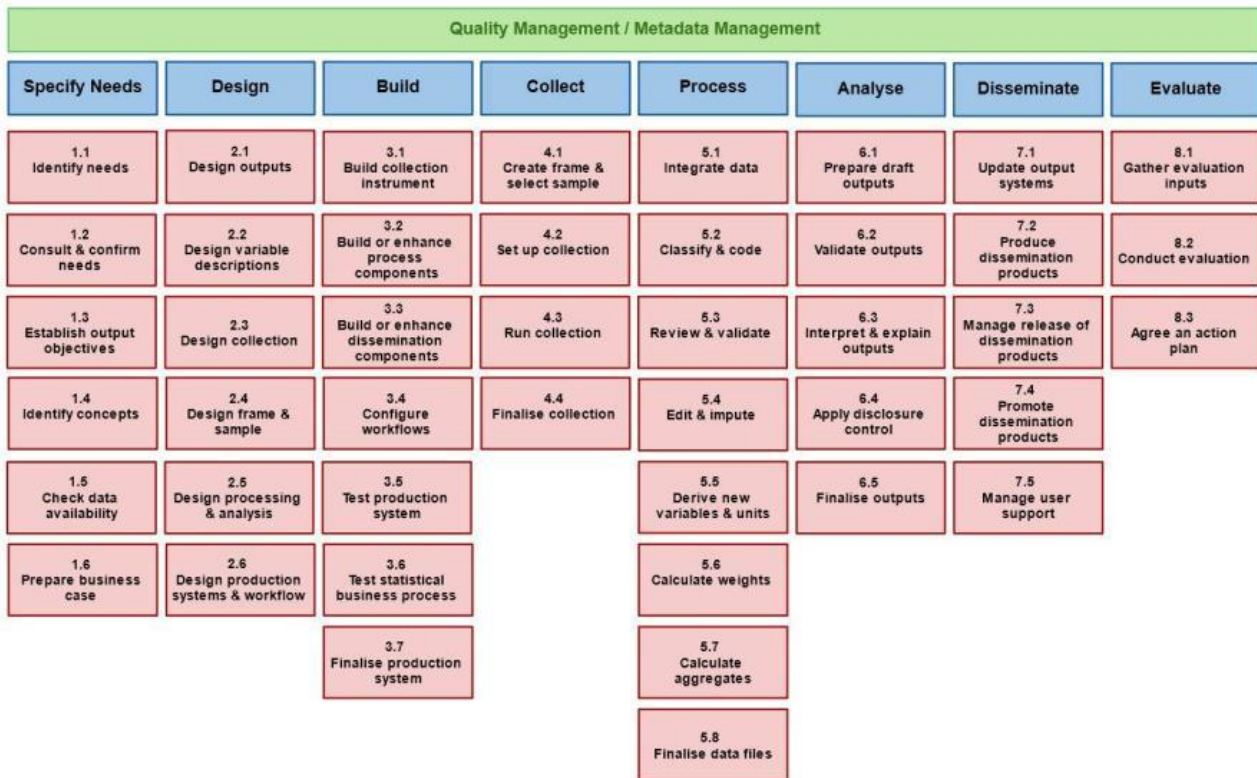 Quality Management / Metadata Management
Specify Needs
Design
Build
Collect
Process
Analyse
Disseminate
Evaluate
1.1
Identify needs
2.1
Design outputs
3.1
Build collection
instrument
4.1
Create frame &
select sample
5.1
Integrate data
6.1
Prepare draft
outputs
7.1
Update output
systems
8.1
Gather evaluation
inputs
1.2
Consult & confirm
needs
2.2
Design variable
descriptions
3.2
Build or enhance
process
components
4.2
Set up collection
5.2
Classify & code
6.2
Validate outputs
7.2
Produce
dissemination
products
8.2
Conduct evaluation
1.3
Establish output
objectives
2.3
Design collection
3.3
Build or enhance
dissemination
components
4.3
Run collection
5.3
Review & validate
6.3
Interpret & explain
outputs
7.3
Manage release of
dissemination
products
8.3
Agree an action
plan
1.4
Identify concepts
2.4
Design frame &
sample
3.4
Configure
workflows
4.4
Finalise collection
5.4
Edit & impute
6.4
Apply disclosure
control
7.4
Promote
dissemination
products
1.5
Check data
availability
2.5
Design processing
& analysis
3.5
Test production
system
5.5
Derive new
variables & units
6.5
Finalise outputs
7.5
Manage user
support
1.6
Prepare business
case
2.6
Design production
systems & workflow
3.6
Test statistical
business process
5.6
Calculate weights
3.7
Finalise production
system
5.7
Calculate
aggregates
5.8
Finalise data files